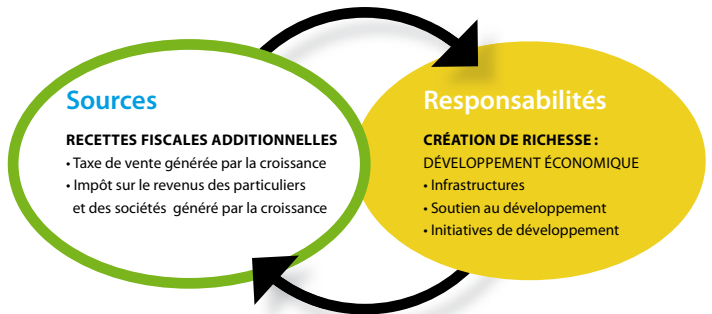 Sources
RECETTES FISCALES ADDITIONNELLES
• Taxe de vente générée par la croissance
• Impôt sur le revenus des particuliers
et des sociétés généré par la croissance
Responsabilités
CRÉATION DE RICHESSE :
DÉVELOPPEMENT ÉCONOMIQUE
• Infrastructures
• Soutien au développement
• Initiatives de développement